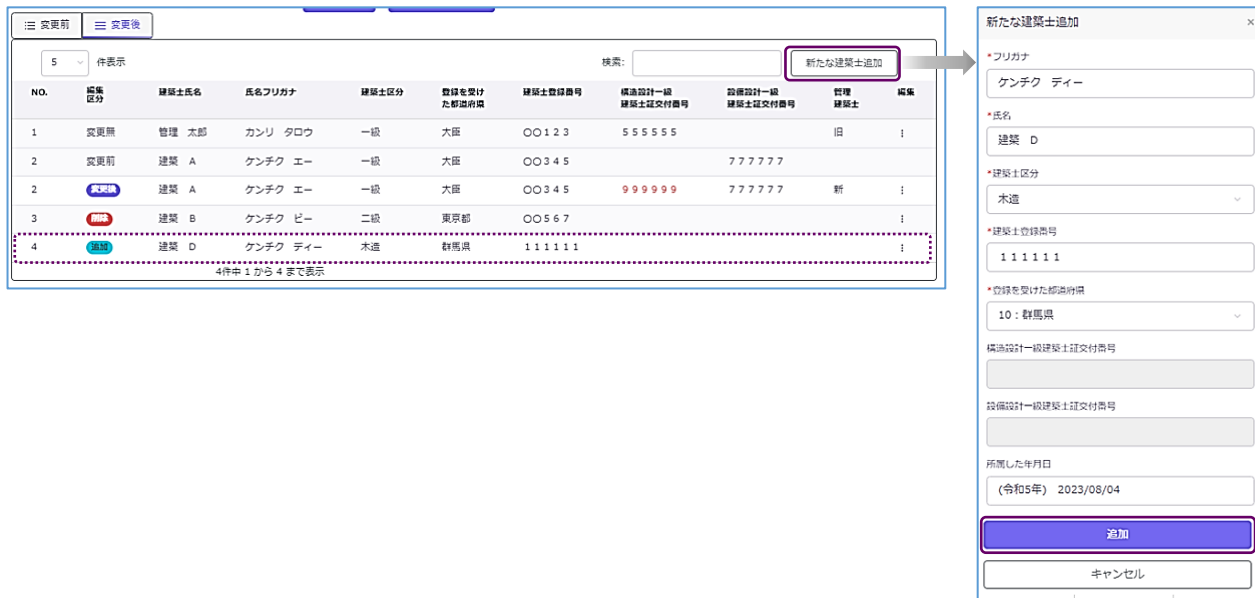 変更前 変更後
5 件表示 検索: 新たな建築士追加
NO. 編集区分 建築士氏名 氏名フリガナ 建築士区分 登録を受けた都道府県 建築士登録番号 構造設計一級建築士証交付番号 設備設計一級建築士証交付番号 管理建築士 編集
1 変更無 管理 太郎 カンリ タロウ 一級 大臣 〇〇123 555555 旧
2 変更前 建築 A ケンチク エー 一級 大臣 〇〇345 777777
2 変更後 建築 A ケンチク エー 一級 大臣 〇〇345 999999 777777 新
3 削除 建築 B ケンチク ビー 二級 東京都 〇〇567
4 追加 建築 D ケンチク ディー 木造 群馬県 111111
4件中 1 から 4 まで表示
新たな建築士追加 ×
*フリガナ
ケンチク ディー
*氏名
建築 D
*建築士区分
木造
*建築士登録番号
111111
*登録を受けた都道府県
10:群馬県
構造設計一級建築士証交付番号
設備設計一級建築士証交付番号
所属した年月日
(令和5年) 2023/08/04
追加
キャンセル